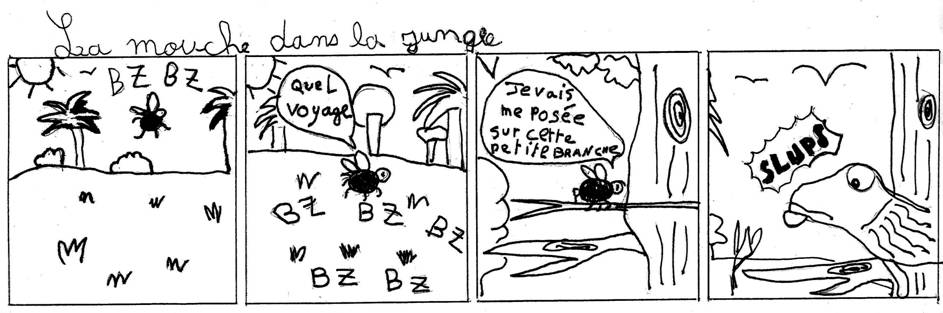 La mouche dans la jungle
BZ BZ
Quel
voyage
BZ
BZ
BZ
BZ BZ
Je vais
me posée
sur cette
petite BRANCHE
SLUPS